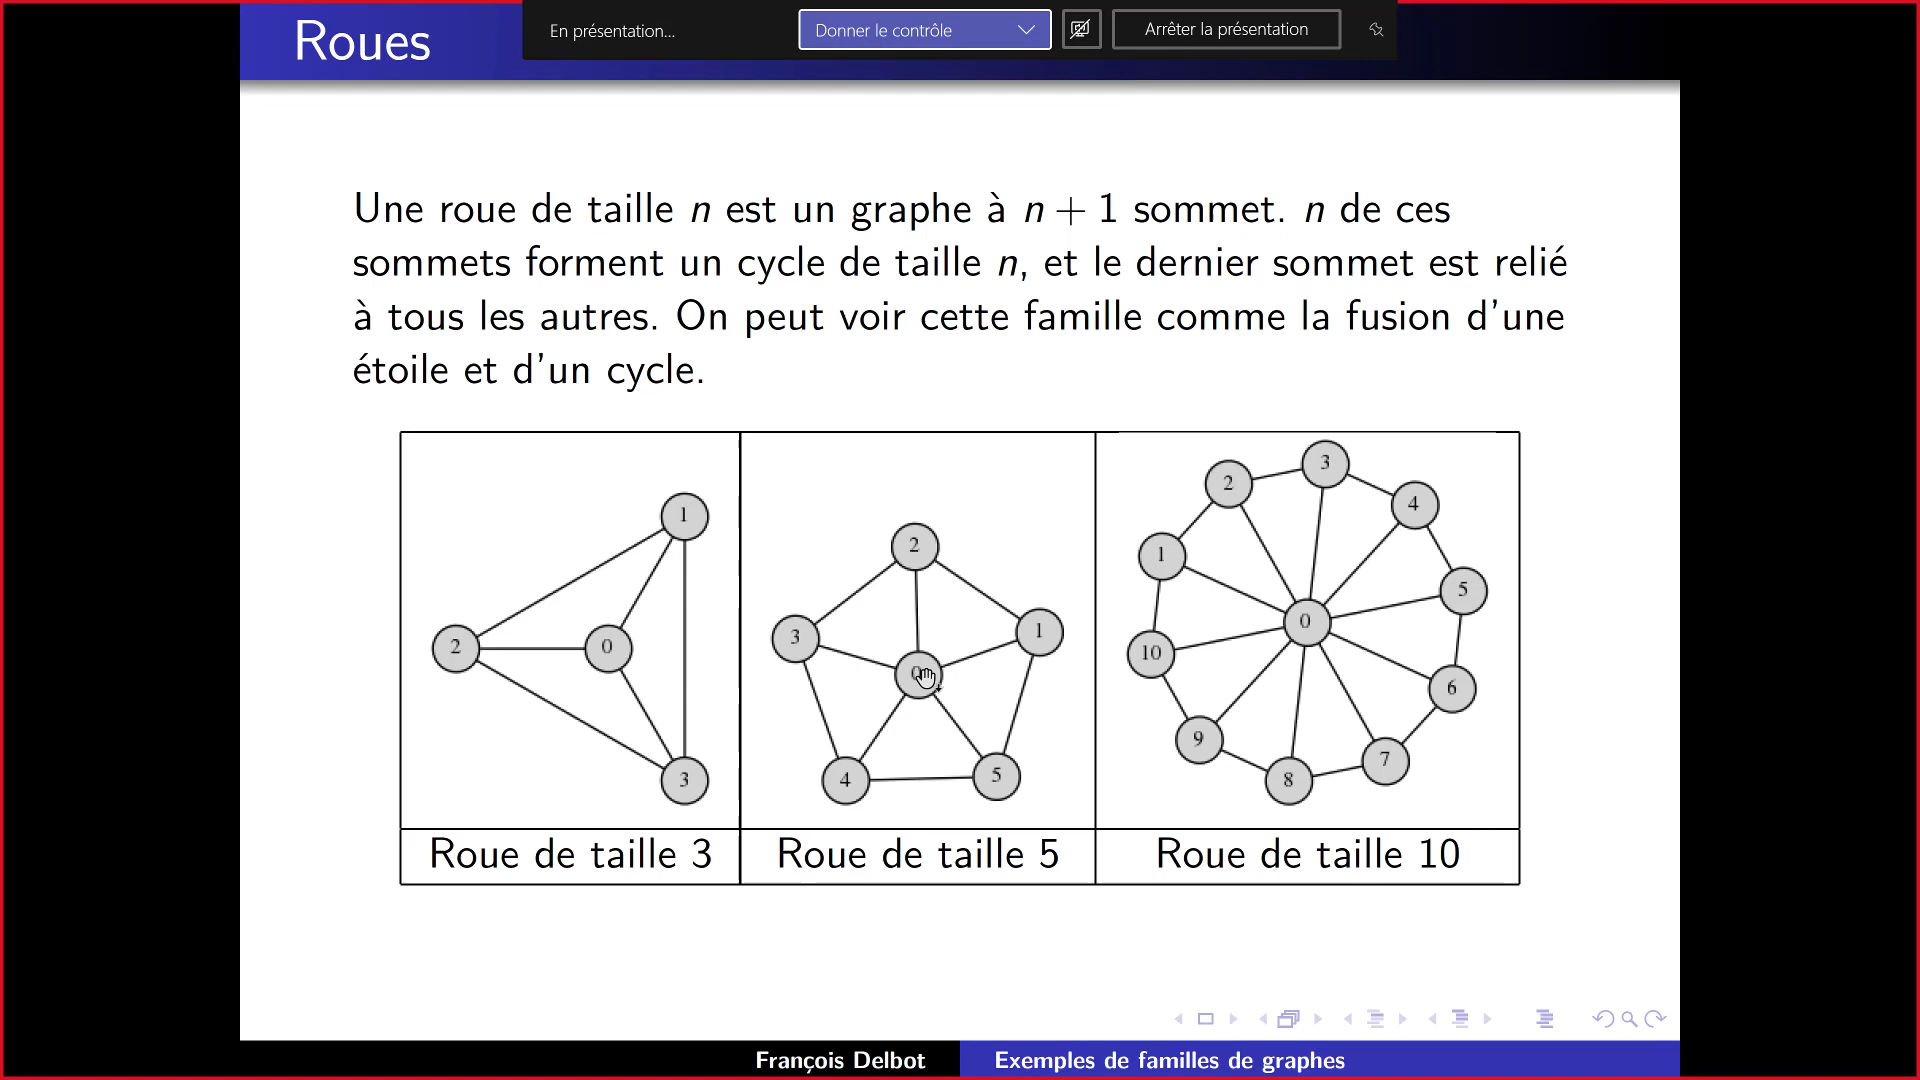 Roues
En présentation...
Donner le contrôle
Arrêter la présentation
Une roue de taille n est un graphe à n + 1 sommet. n de ces
sommets forment un cycle de taille n, et le dernier sommet est relié
à tous les autres. On peut voir cette famille comme la fusion d'une
étoile et d'un cycle.
1
2
0
3
2
3
1
0
4
5
3
2
4
1
5
0
10
6
9
7
8
Roue de taille 3
Roue de taille 5
Roue de taille 10
François Delbot
Exemples de familles de graphes